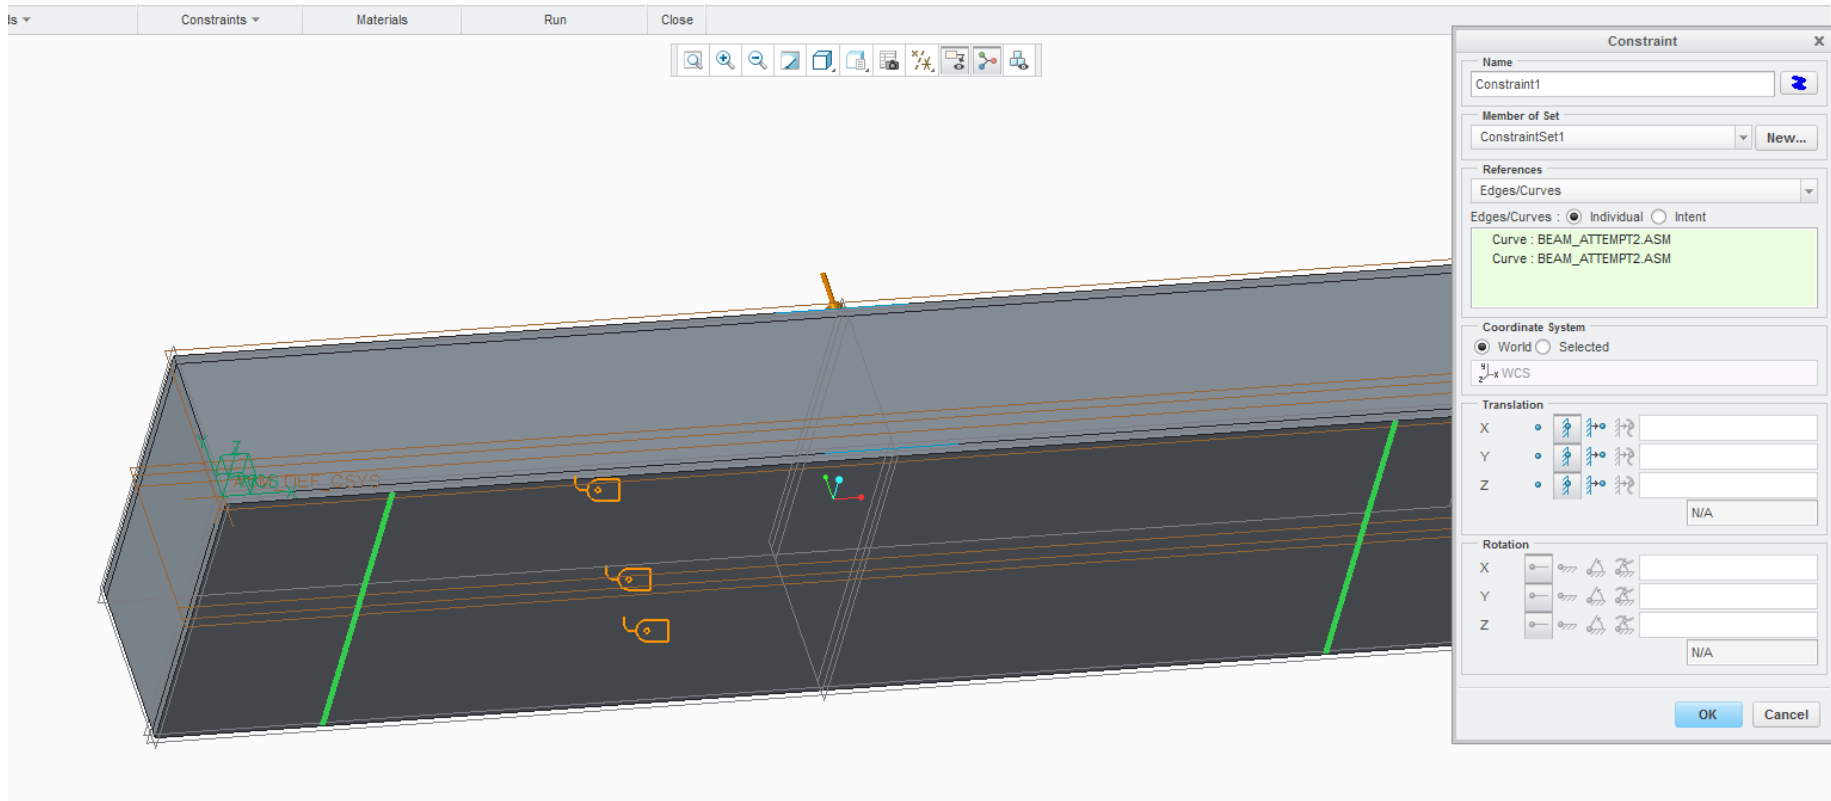 ls
Constraints
Materials
Run
Close
Constraint
X
Name
Constraint1
Member of Set
ConstraintSet1
New...
References
Edges/Curves
Edges/Curves : Individual Intent
Curve : BEAM_ATTEMPT2.ASM
Curve : BEAM_ATTEMPT2.ASM
Coordinate System
World Selected
y
x
z
WCS
Translation
X
Y
Z
N/A
Rotation
X
Y
Z
N/A
OK Cancel
Z
DEF_CSYS
X